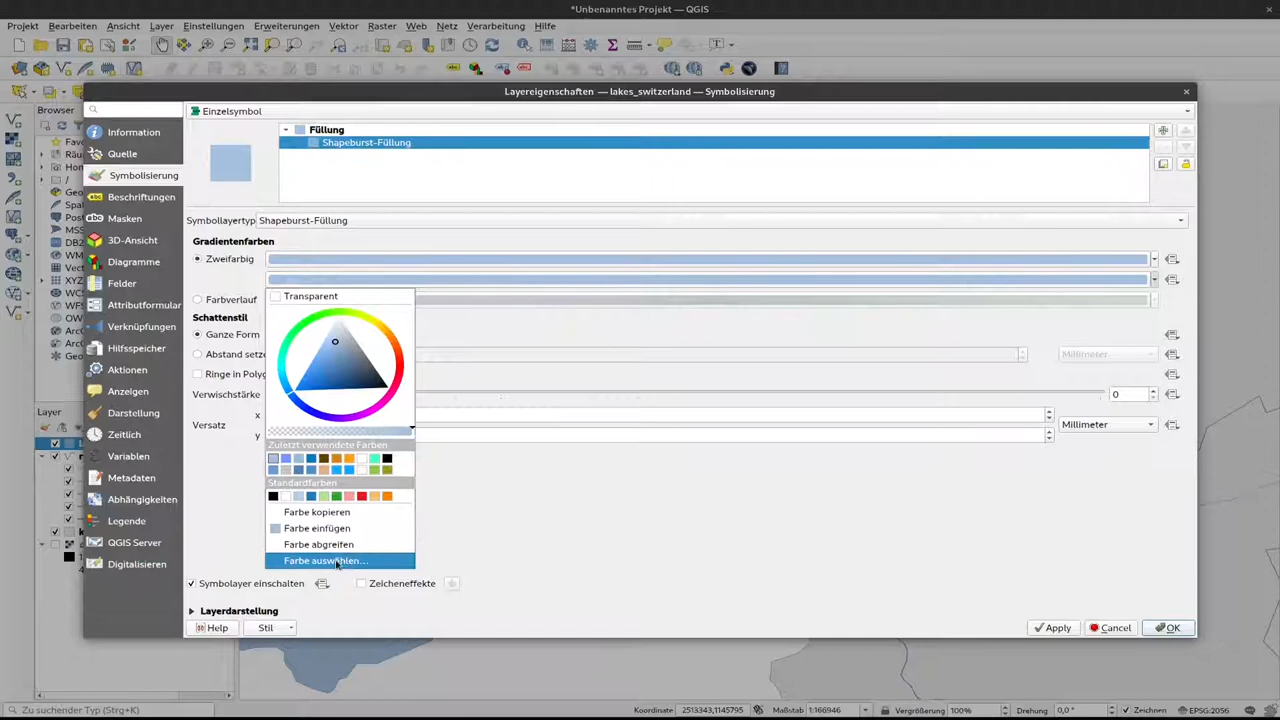 *Unbenanntes Projekt — QGIS
Projekt Bearbeiten Ansicht Layer Einstellungen Erweiterungen Vektor Raster Web Netz Verarbeitung Hilfe
Layereigenschaften — lakes_switzerland — Symbolisierung
Browser
Information
Quelle
Symbolisierung
Beschriftungen
Masken
3D-Ansicht
Diagramme
Felder
Attributformular
Verknüpfungen
Hilfsspeicher
Aktionen
Anzeigen
Darstellung
Zeitlich
Variablen
Metadaten
Abhängigkeiten
Legende
QGIS Server
Digitalisieren
Layer
Einzelsymbol
Füllung
Shapeburst-Füllung
Symbollayertyp Shapeburst-Füllung
Gradientenfarben
Zweifarbig
Farbverlauf
Schattenstil
Ganze Form
Abstand setze
Millimeter
Ringe in Polyg
Verwischstärke
0
Versatz
x
y
Millimeter
Transparent
Zuletzt verwendete Farben
Standardfarben
Farbe kopieren
Farbe einfügen
Farbe abgreifen
Farbe auswählen...
Symbolayer einschalten
Zeicheneffekte
Layerdarstellung
Help Stil Apply Cancel OK
Zu suchender Typ (Strg+K)
Koordinate 2513343,1145795 Maßstab 1:166946 Vergrößerung 100% Drehung 0,0 ° Zeichnen EPSG:2056